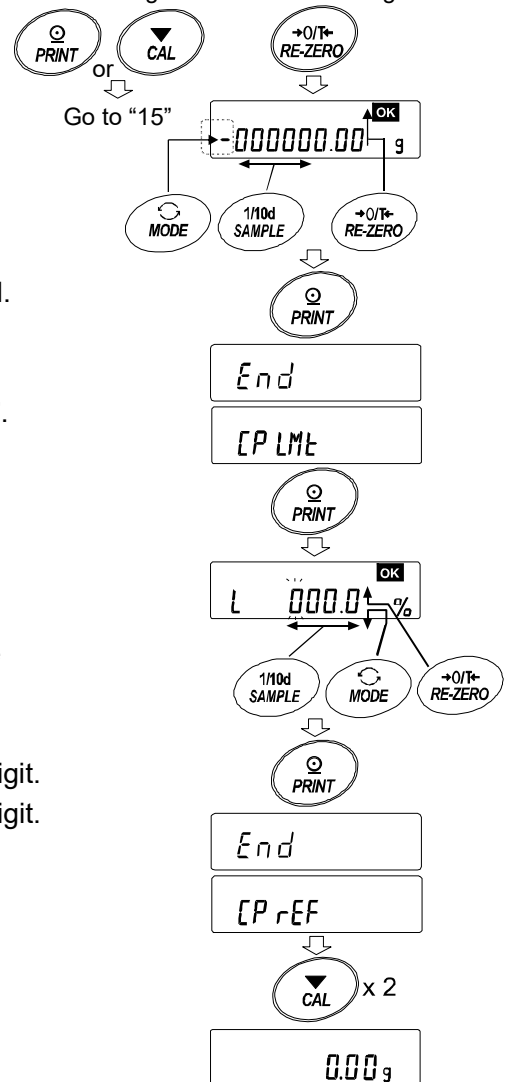 PRINT
or
CAL
→0/T←
RE-ZERO
Go to “15”
OK
-000000.00 g
MODE
1/10d
SAMPLE
→0/T←
RE-ZERO
l.
PRINT
End
.
CP LMt
PRINT
OK
L 000.0 %
1/10d
SAMPLE
MODE
→0/T←
RE-ZERO
igit.
PRINT
igit.
End
CP rEF
CAL
x 2
0.00 g